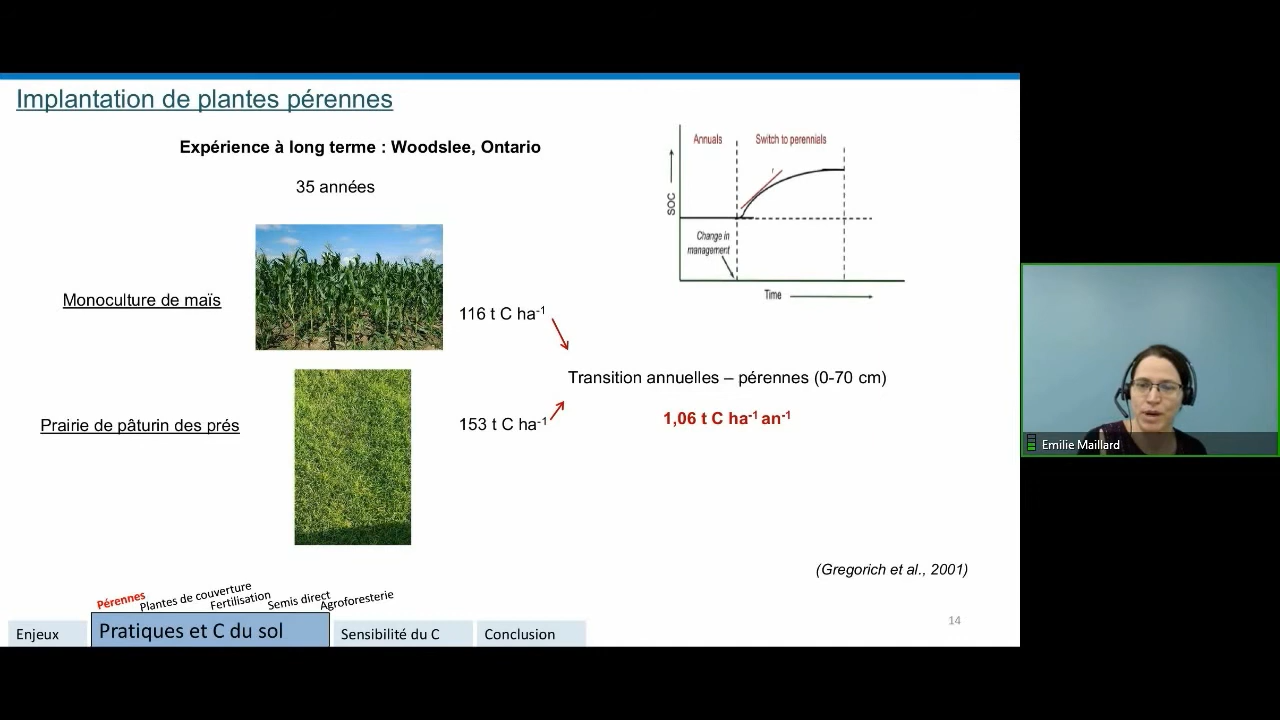 Implantation de plantes pérennes
Expérience à long terme : Woodslee, Ontario
35 années
Annuals
Switch to perennials
SOC
Change in
management
Time
Monoculture de maïs
116 t C ha-1
Transition annuelles – pérennes (0-70 cm)
1,06 t C ha-1 an-1
Prairie de pâturin des prés
153 t C ha-1
Emilie Maillard
(Gregorich et al., 2001)
Pérennes
Plantes de couverture
Fertilisation
Semis direct
Agroforesterie
Enjeux
Pratiques et C du sol
Sensibilité du C
Conclusion
14